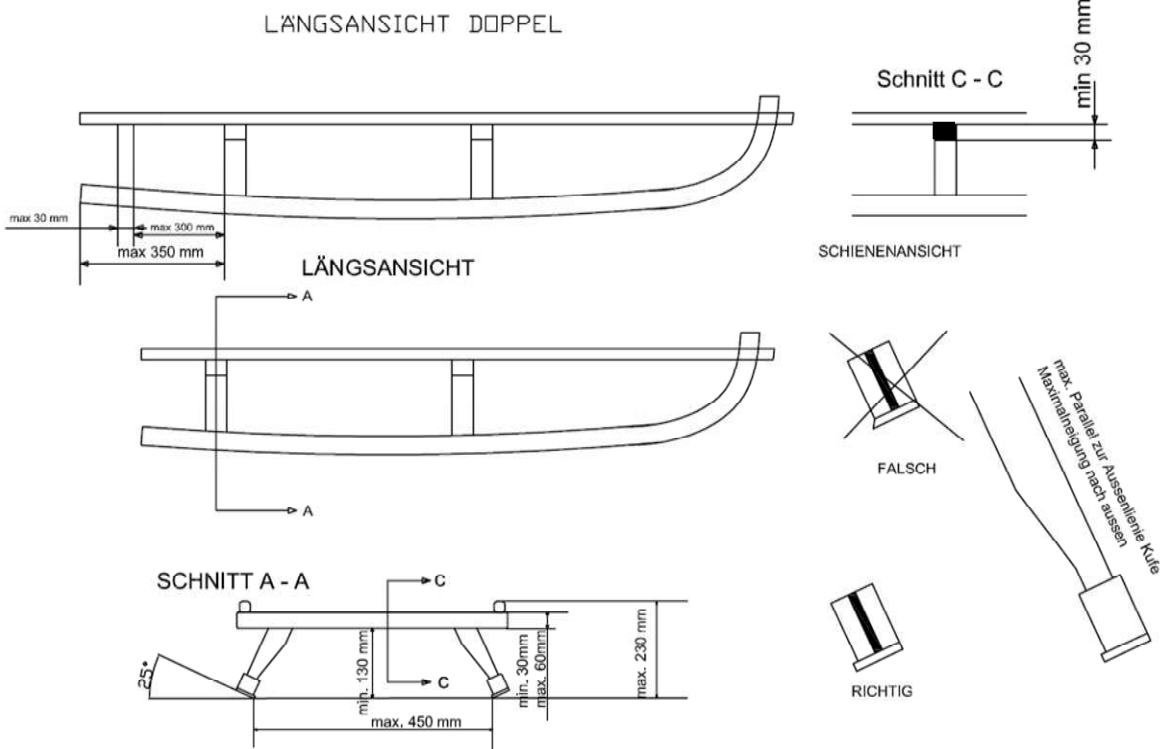 LÄNGSANSICHT DOPPEL
Schnitt C - C
min 30 mm
max 30 mm
max 300 mm
max 350 mm
SCHIENENANSICHT
LÄNGSANSICHT
A
A
FALSCH
max. Parallel zur Aussenlienie Kufe
Maximalneigung nach aussen
SCHNITT A - A
C
C
25°
min. 130 mm
min. 30mm
max. 60mm
max. 230 mm
max. 450 mm
RICHTIG